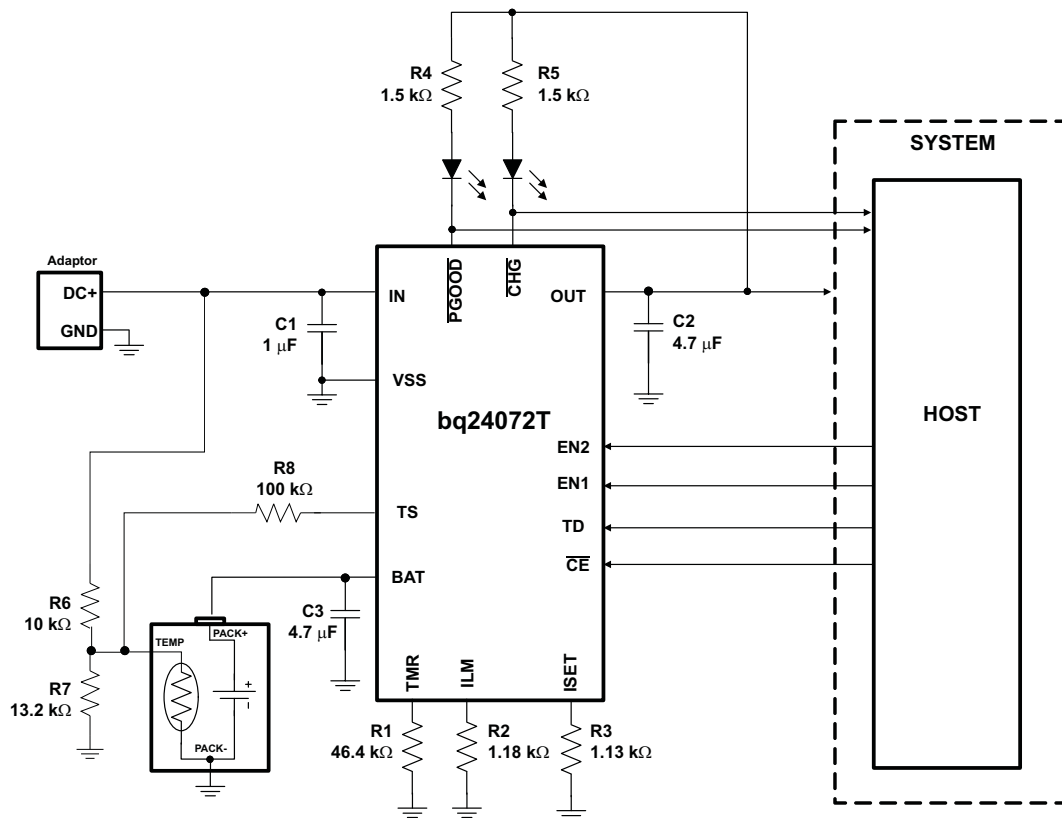 R4
1.5 kΩ
R5
1.5 kΩ
SYSTEM
HOST
Adaptor
DC+
GND
C1
1 μF
IN
PGOOD
CHG
OUT
C2
4.7 μF
VSS
bq24072T
EN2
EN1
TD
CE
R8
100 kΩ
TS
BAT
C3
4.7 μF
R6
10 kΩ
R7
13.2 kΩ
TEMP
PACK+
+
−
PACK-
TMR
ILM
ISET
R1
46.4 kΩ
R2
1.18 kΩ
R3
1.13 kΩ